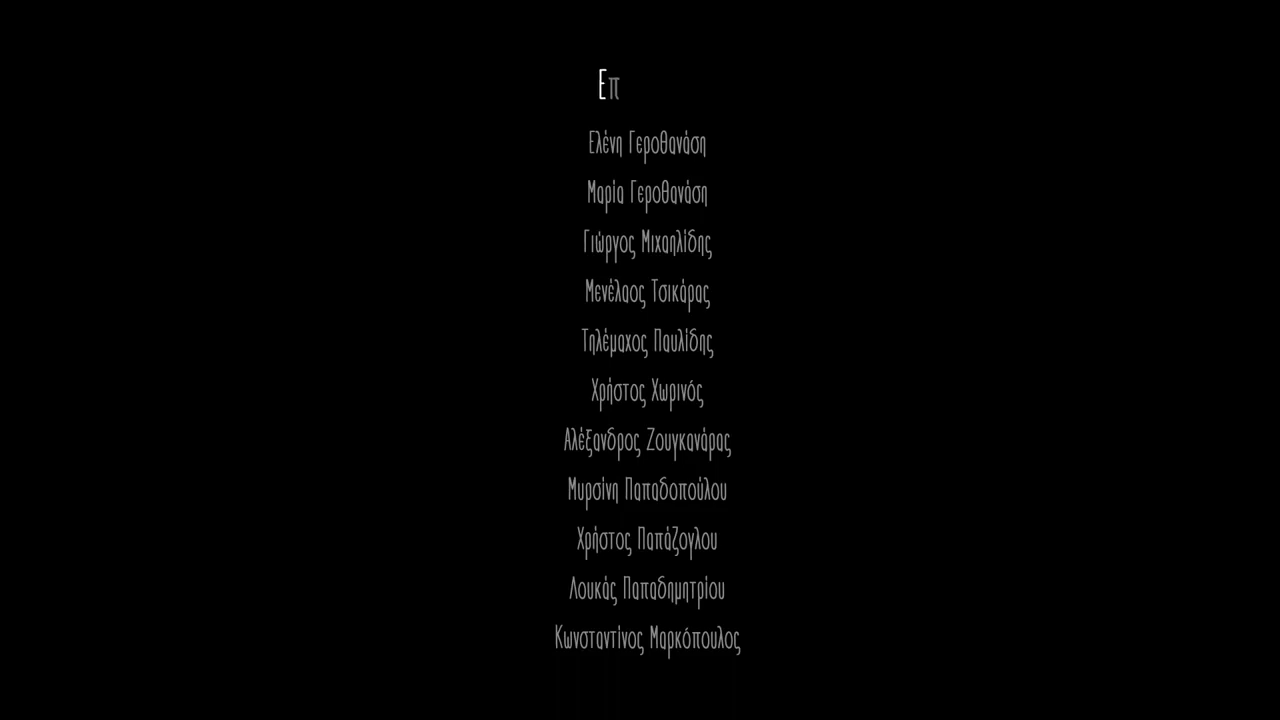 Επ
Ελένη Γεροθανάση
Μαρία Γεροθανάση
Γιώργος Μιχαηλίδης
Μενέλαος Τσικάρας
Τηλέμαχος Παυλίδης
Χρήστος Χωρινός
Αλέξανδρος Ζουγκανάρας
Μυρσίνη Παπαδοπούλου
Χρήστος Παπάζογλου
Λουκάς Παπαδημητρίου
Κωνσταντίνος Μαρκόπουλος